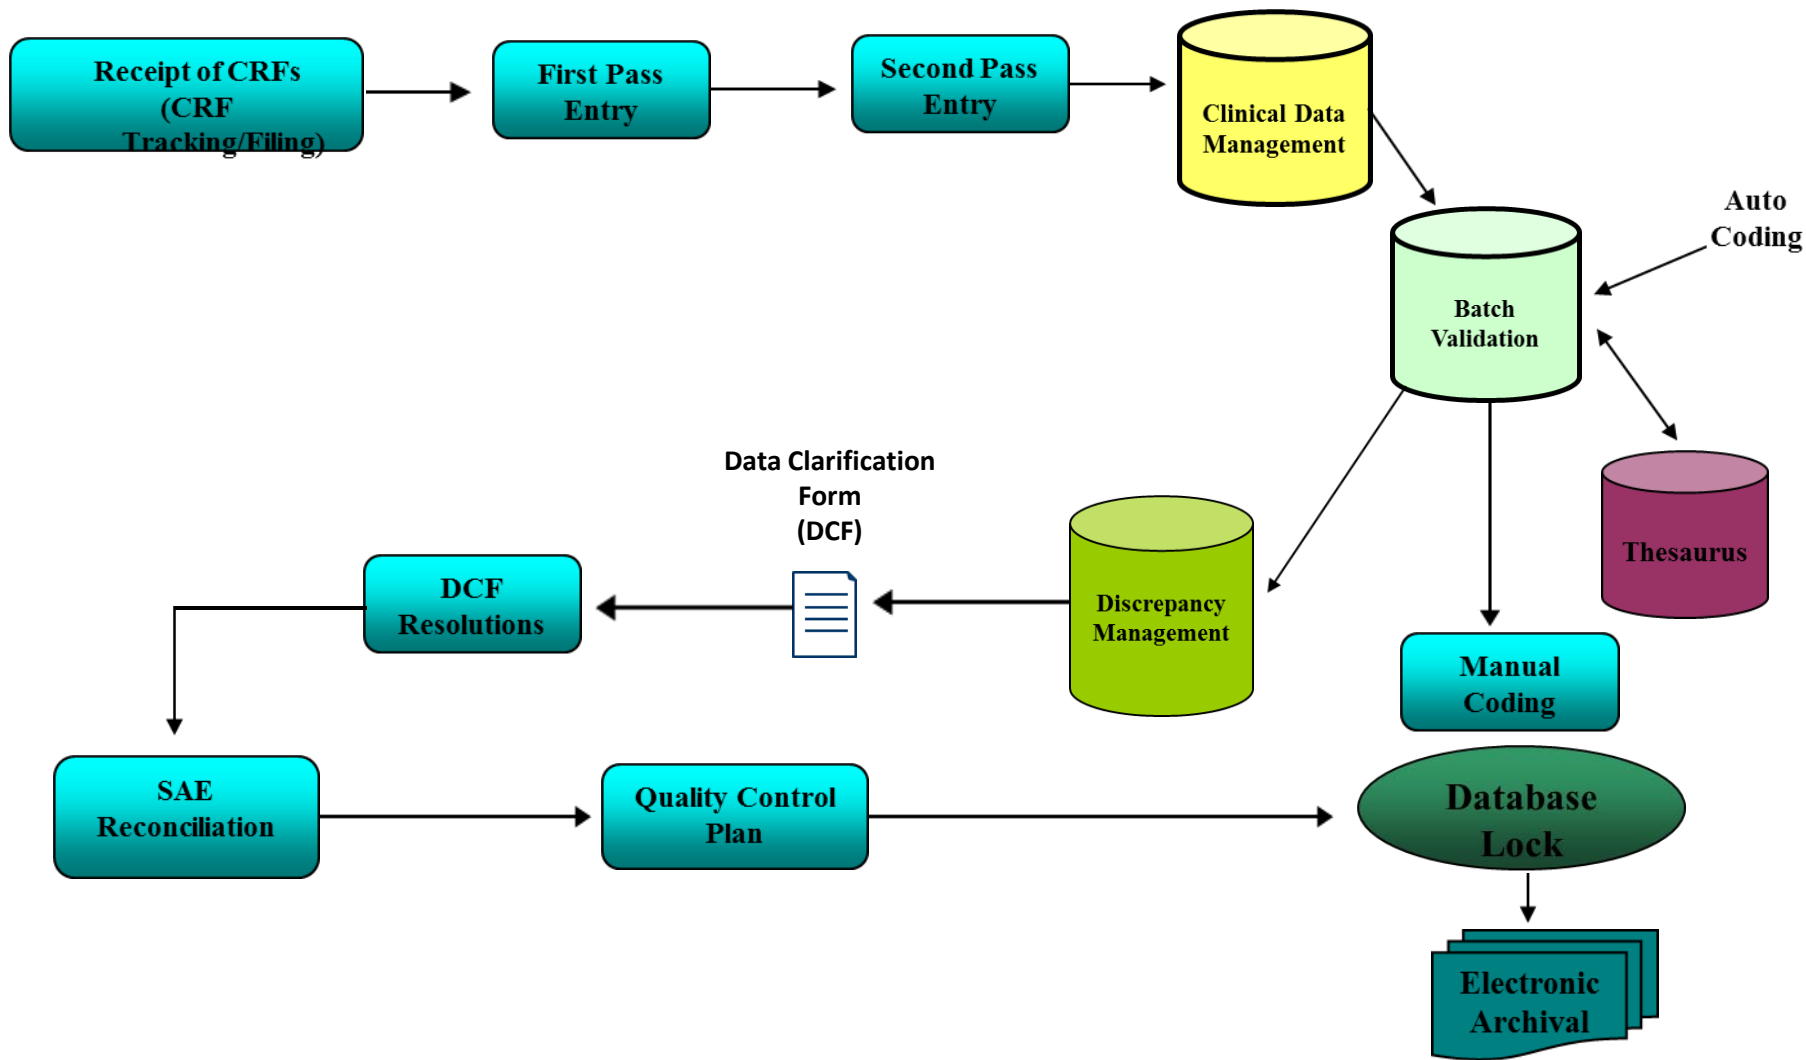 Receipt of CRFs
(CRF
Tracking/Filing)
First Pass
Entry
Second Pass
Entry
Clinical Data
Management
Auto
Coding
Batch
Validation
Data Clarification
Form
(DCF)
Thesaurus
DCF
Resolutions
Discrepancy
Management
Manual
Coding
SAE
Reconciliation
Quality Control
Plan
Database
Lock
Electronic
Archival